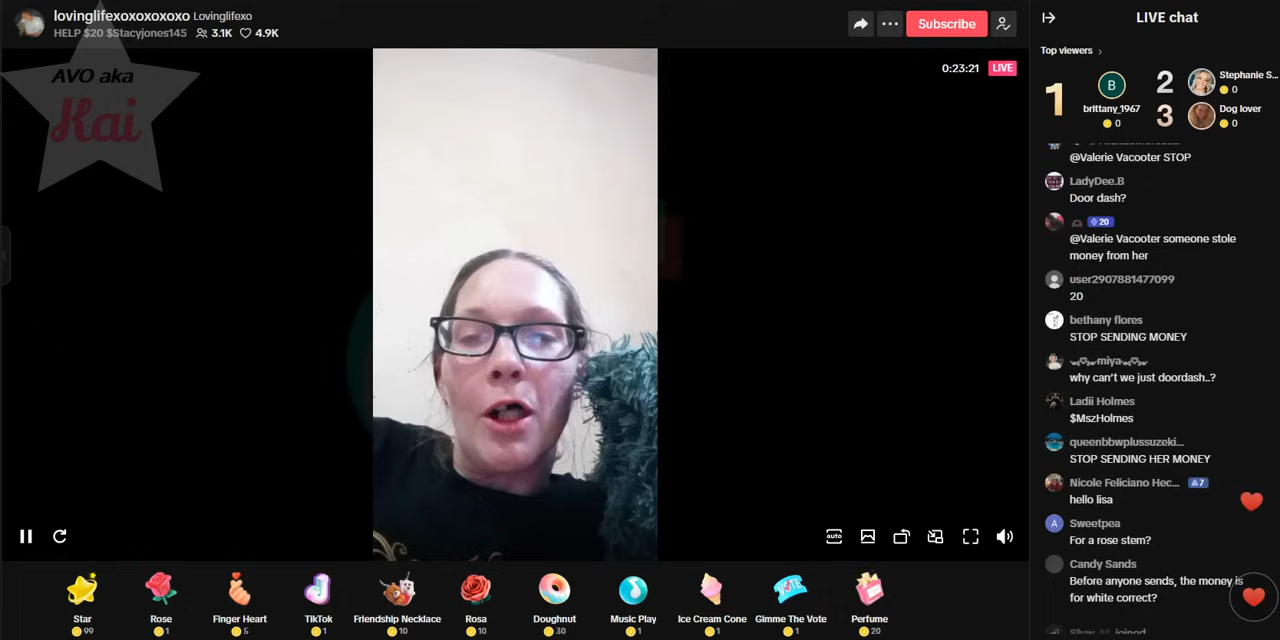 lovinglifexoxoxoxoxo Lovinglifexo
HELP $20 $Stacyjones145 3.1K 4.9K
Subscribe
AVO aka
Kai
0:23:21 LIVE
auto
Star
99
Rose
1
Finger Heart
5
TikTok
1
Friendship Necklace
10
Rosa
10
Doughnut
30
Music Play
1
Ice Cream Cone
1
Gimme The Vote
1
Perfume
20
LIVE chat
Top viewers
1
B
brittany_1967
0
2
Stephanie S...
0
3
Dog lover
0
@Valerie Vacooter STOP
LadyDee.B
Door dash?
20
@Valerie Vacooter someone stole
money from her
user2907881477099
20
bethany flores
STOP SENDING MONEY
miya
why can't we just doordash..?
Ladii Holmes
$MszHolmes
queenbbwplussuzeki...
STOP SENDING HER MONEY
Nicole Feliciano Hec... 7
hello lisa
A
Sweetpea
For a rose stem?
Candy Sands
Before anyone sends, the money is
for white correct?
Shay joined